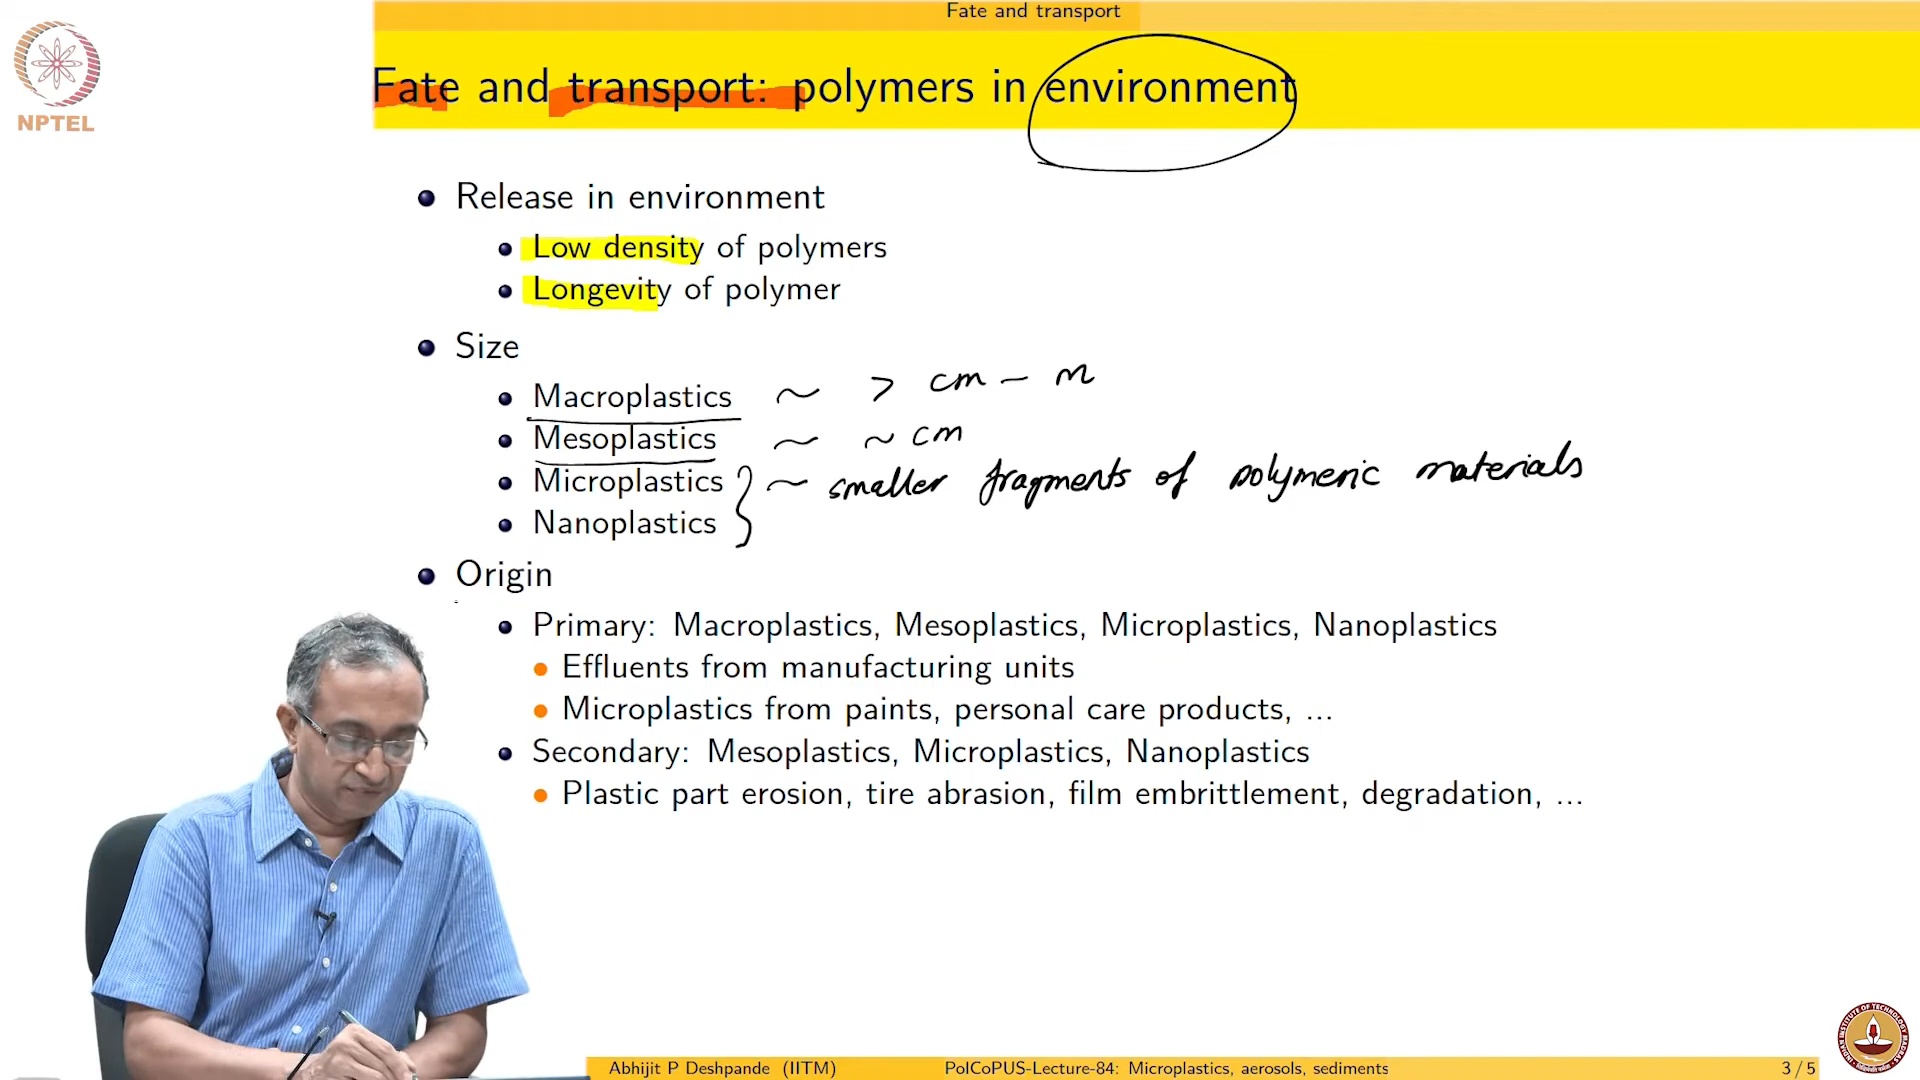 Fate and transport
NPTEL
Fate and transport: polymers in environment
Release in environment
Low density of polymers
Longevity of polymer
Size
Macroplastics ~ > cm - m
Mesoplastics ~ ~ cm
Microplastics } ~ smaller fragments of polymeric materials
Nanoplastics
Origin
Primary: Macroplastics, Mesoplastics, Microplastics, Nanoplastics
Effluents from manufacturing units
Microplastics from paints, personal care products, ...
Secondary: Mesoplastics, Microplastics, Nanoplastics
Plastic part erosion, tire abrasion, film embrittlement, degradation, ...
Abhijit P Deshpande (IITM) PolCoPUS-Lecture-84: Microplastics, aerosols, sediments 3 / 5